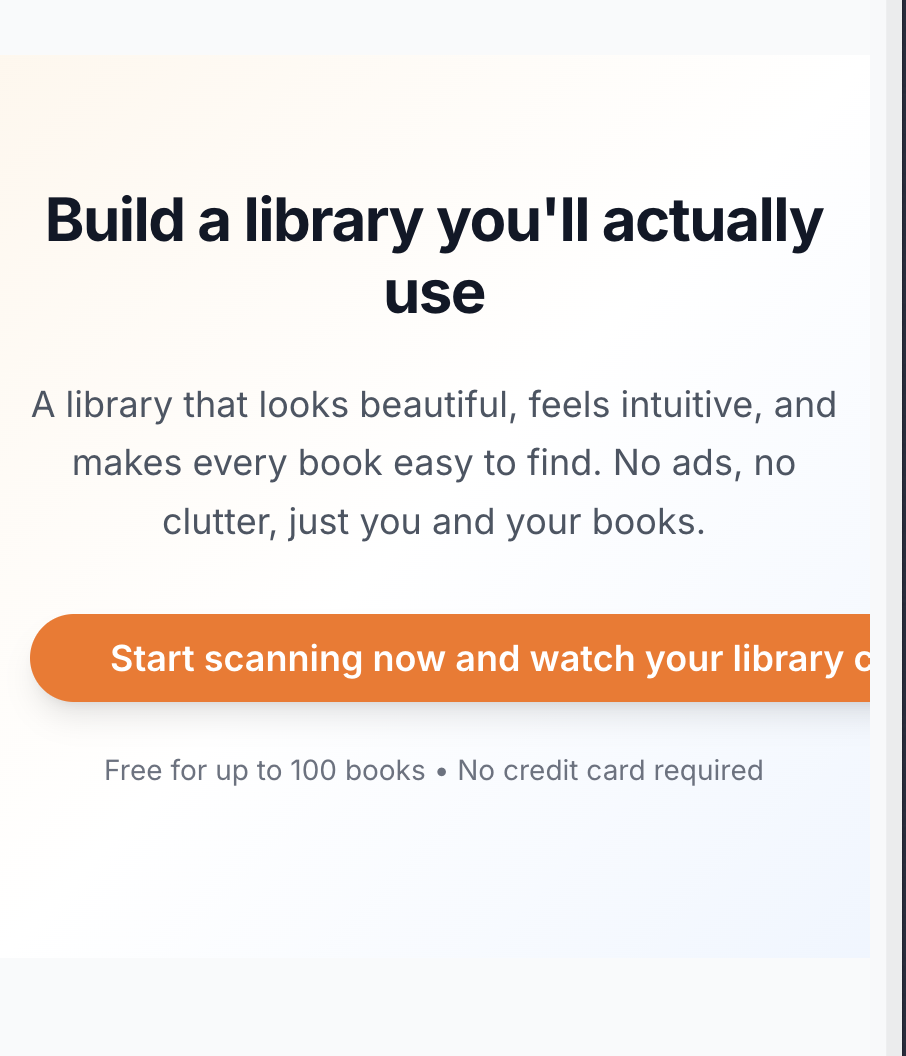 Build a library you'll actually
use
A library that looks beautiful, feels intuitive, and
makes every book easy to find. No ads, no
clutter, just you and your books.
Start scanning now and watch your library
Free for up to 100 books • No credit card required